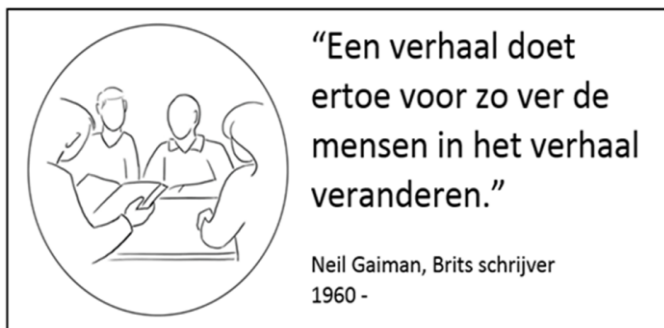 “Een verhaal doet
ertoe voor zo ver de
mensen in het verhaal
veranderen.”
Neil Gaiman, Brits schrijver
1960 -